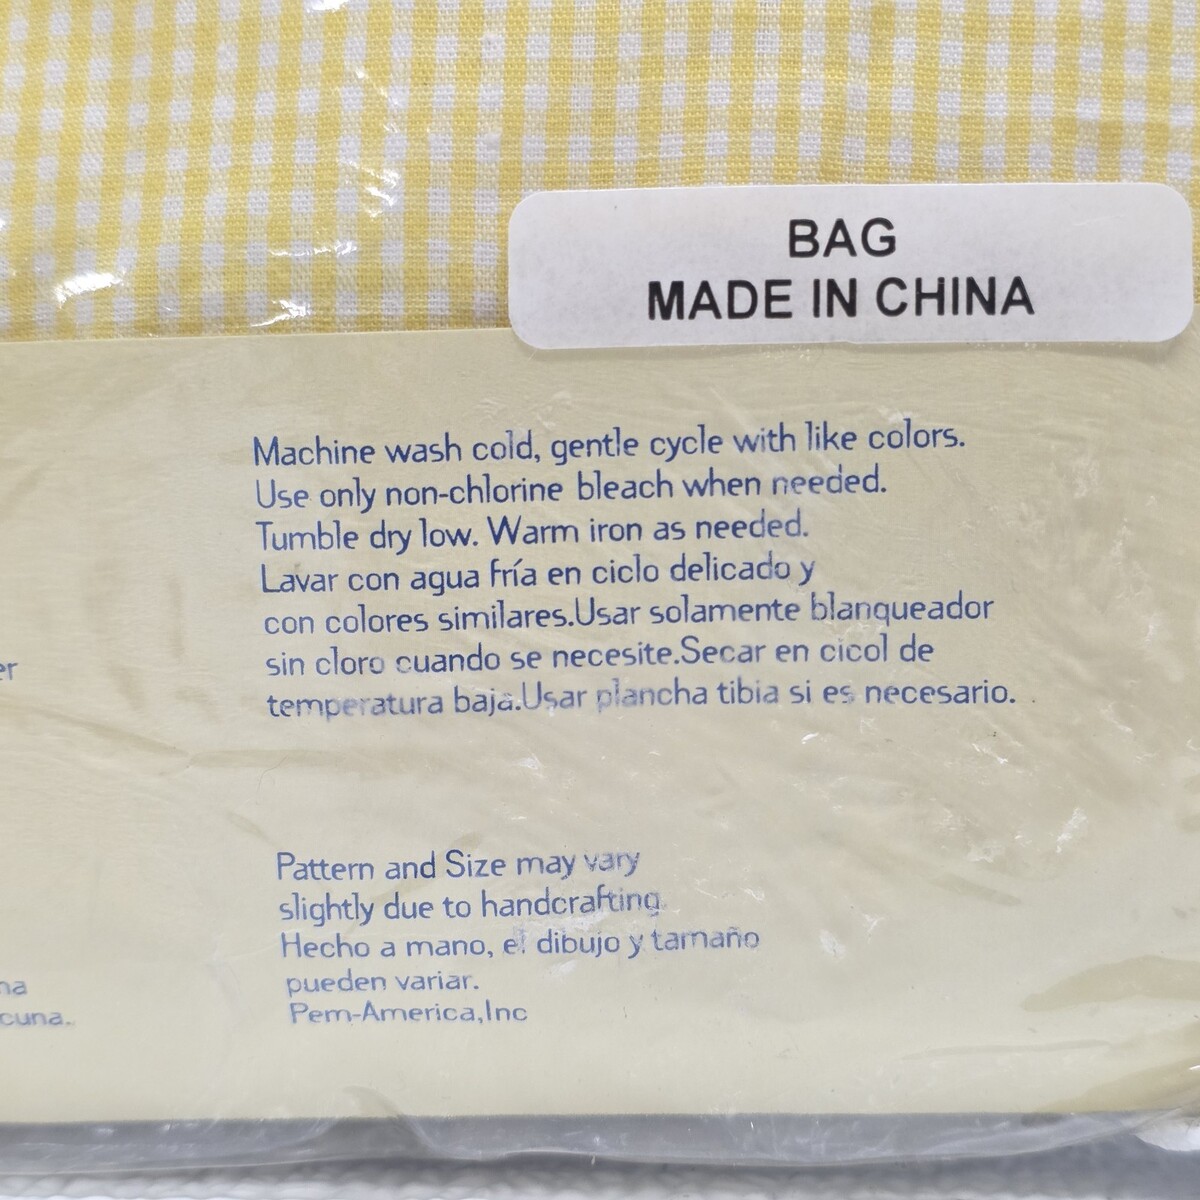 BAG
MADE IN CHINA
Machine wash cold, gentle cycle with like colors.
Use only non-chlorine bleach when needed.
Tumble dry low. Warm iron as needed.
Lavar con agua fría en ciclo delicado y
con colores similares.Usar solamente blanqueador
sin cloro cuando se necesite.Secar en cicol de
temperatura baja.Usar plancha tibia si es necesario.
Pattern and Size may vary
slightly due to handcrafting
Hecho a mano, el dibujo y tamaño
pueden variar.
Pem-America,Inc
cuna.